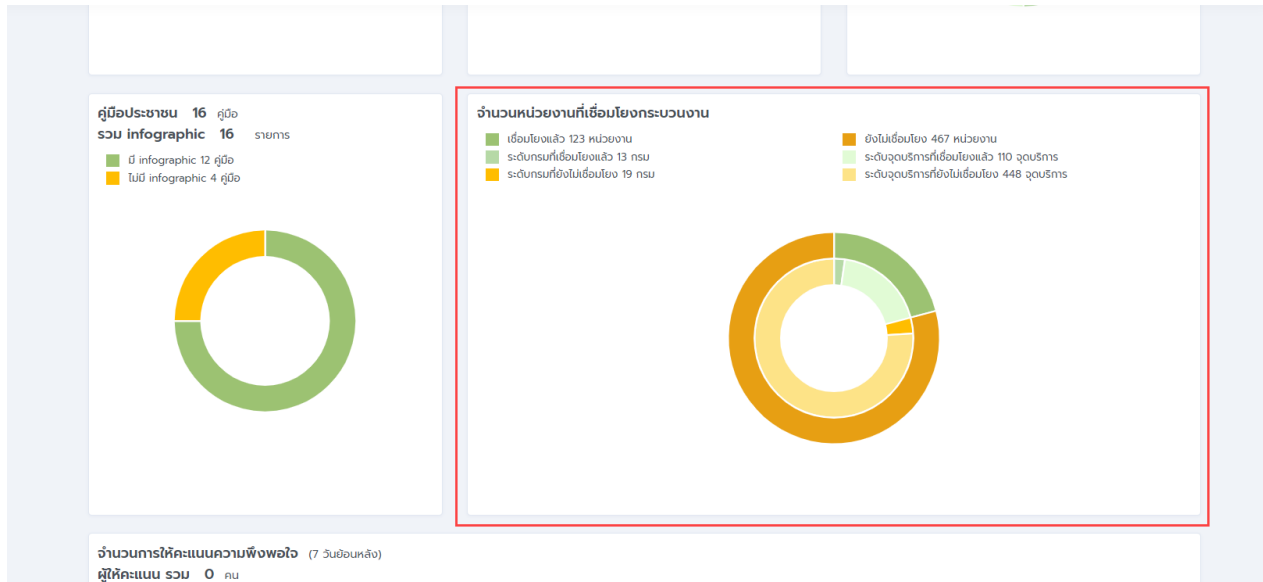 คู่มือประชาชน 16 คู่มือ
รวม infographic 16 รายการ
มี infographic 12 คู่มือ
ไม่มี infographic 4 คู่มือ
จำนวนหน่วยงานที่เชื่อมโยงกระบวนงาน
เชื่อมโยงแล้ว 123 หน่วยงาน
ยังไม่เชื่อมโยง 467 หน่วยงาน
ระดับกรมที่เชื่อมโยงแล้ว 13 กรม
ระดับจุดบริการที่เชื่อมโยงแล้ว 110 จุดบริการ
ระดับกรมที่ยังไม่เชื่อมโยง 19 กรม
ระดับจุดบริการที่ยังไม่เชื่อมโยง 448 จุดบริการ
จำนวนการให้คะแนนความพึงพอใจ (7 วันย้อนหลัง)
ผู้ให้คะแนน รวม 0 คน